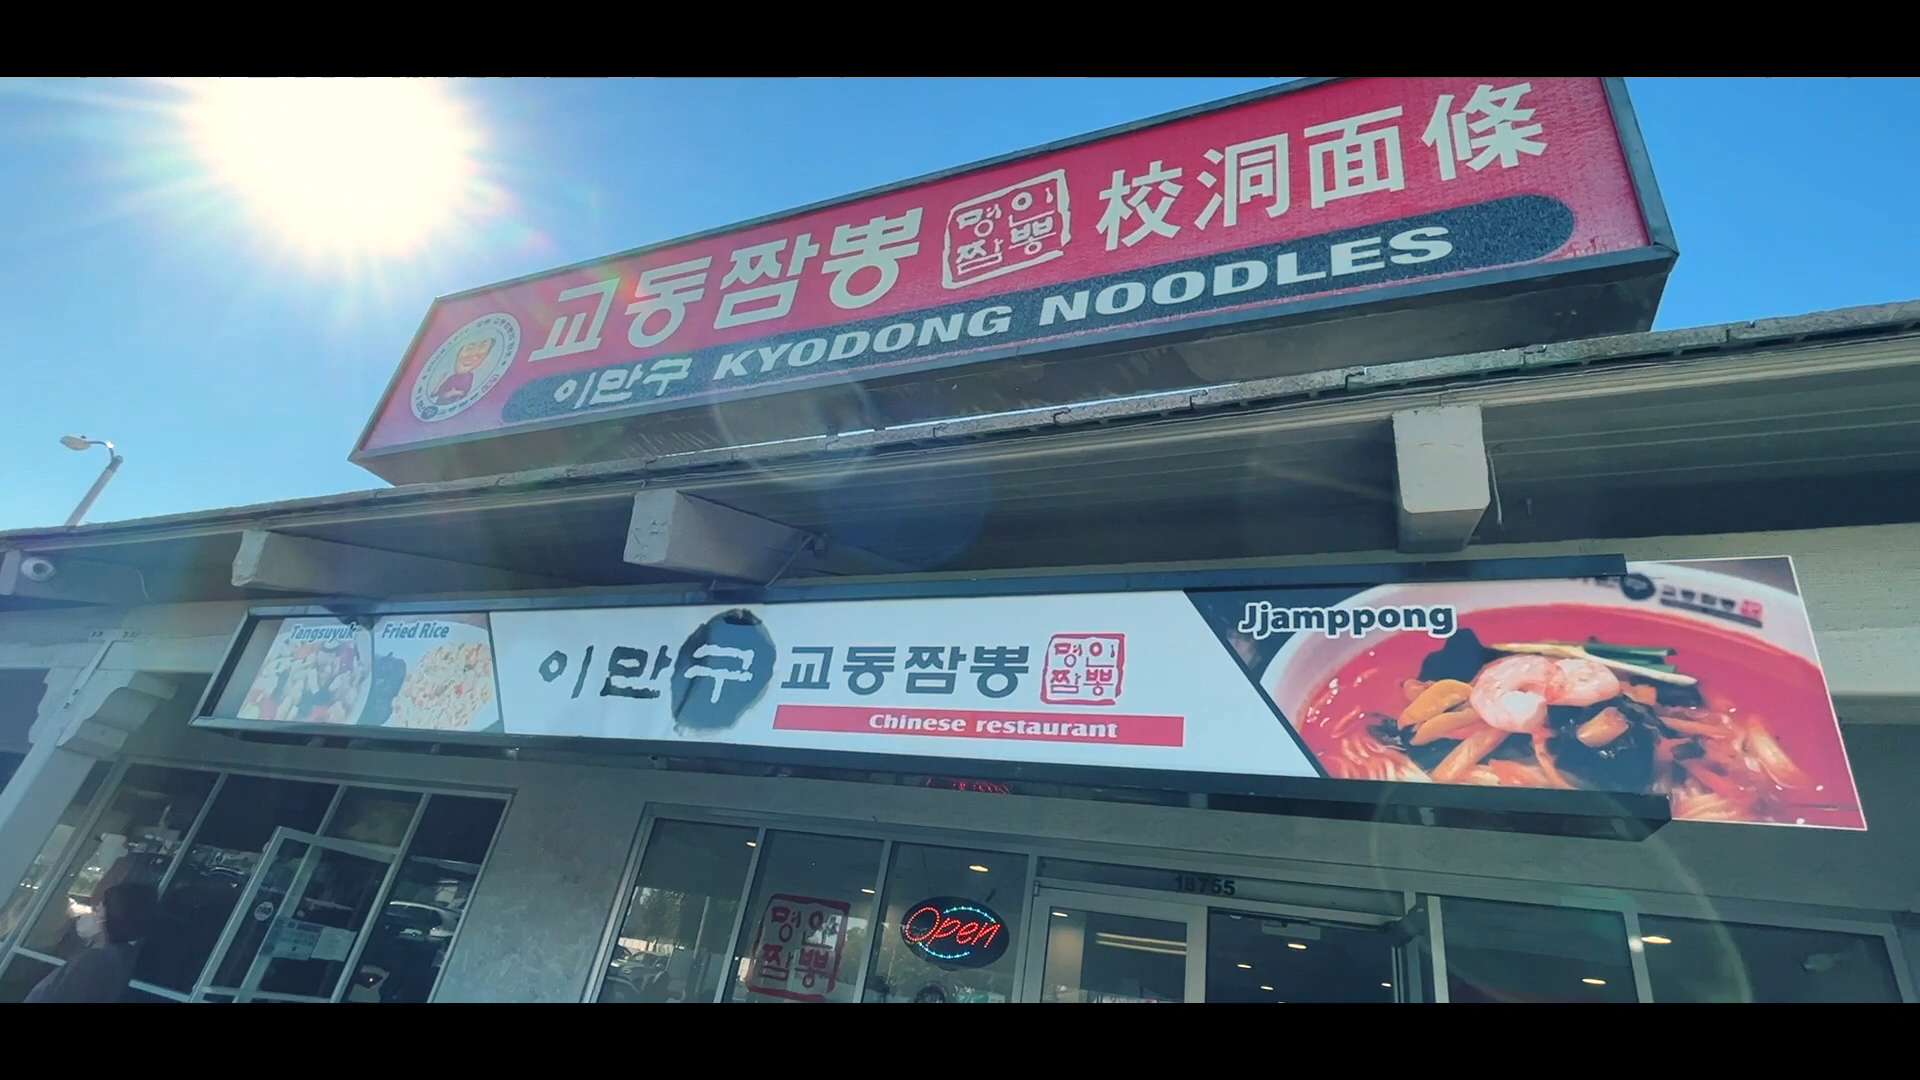 교동짬뽕 명인 짬뽕 校洞面條
이만구 KYODONG NOODLES
Tangsuyuk Fried Rice
이만구 교동짬뽕 명인 짬뽕
Chinese restaurant
Jjamppong
18755
명인
짬뽕
Open